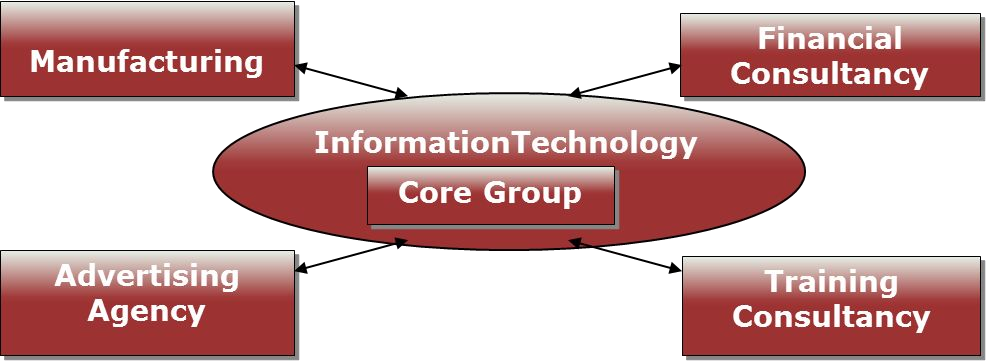 Manufacturing
Financial
Consultancy
InformationTechnology
Core Group
Advertising
Agency
Training
Consultancy